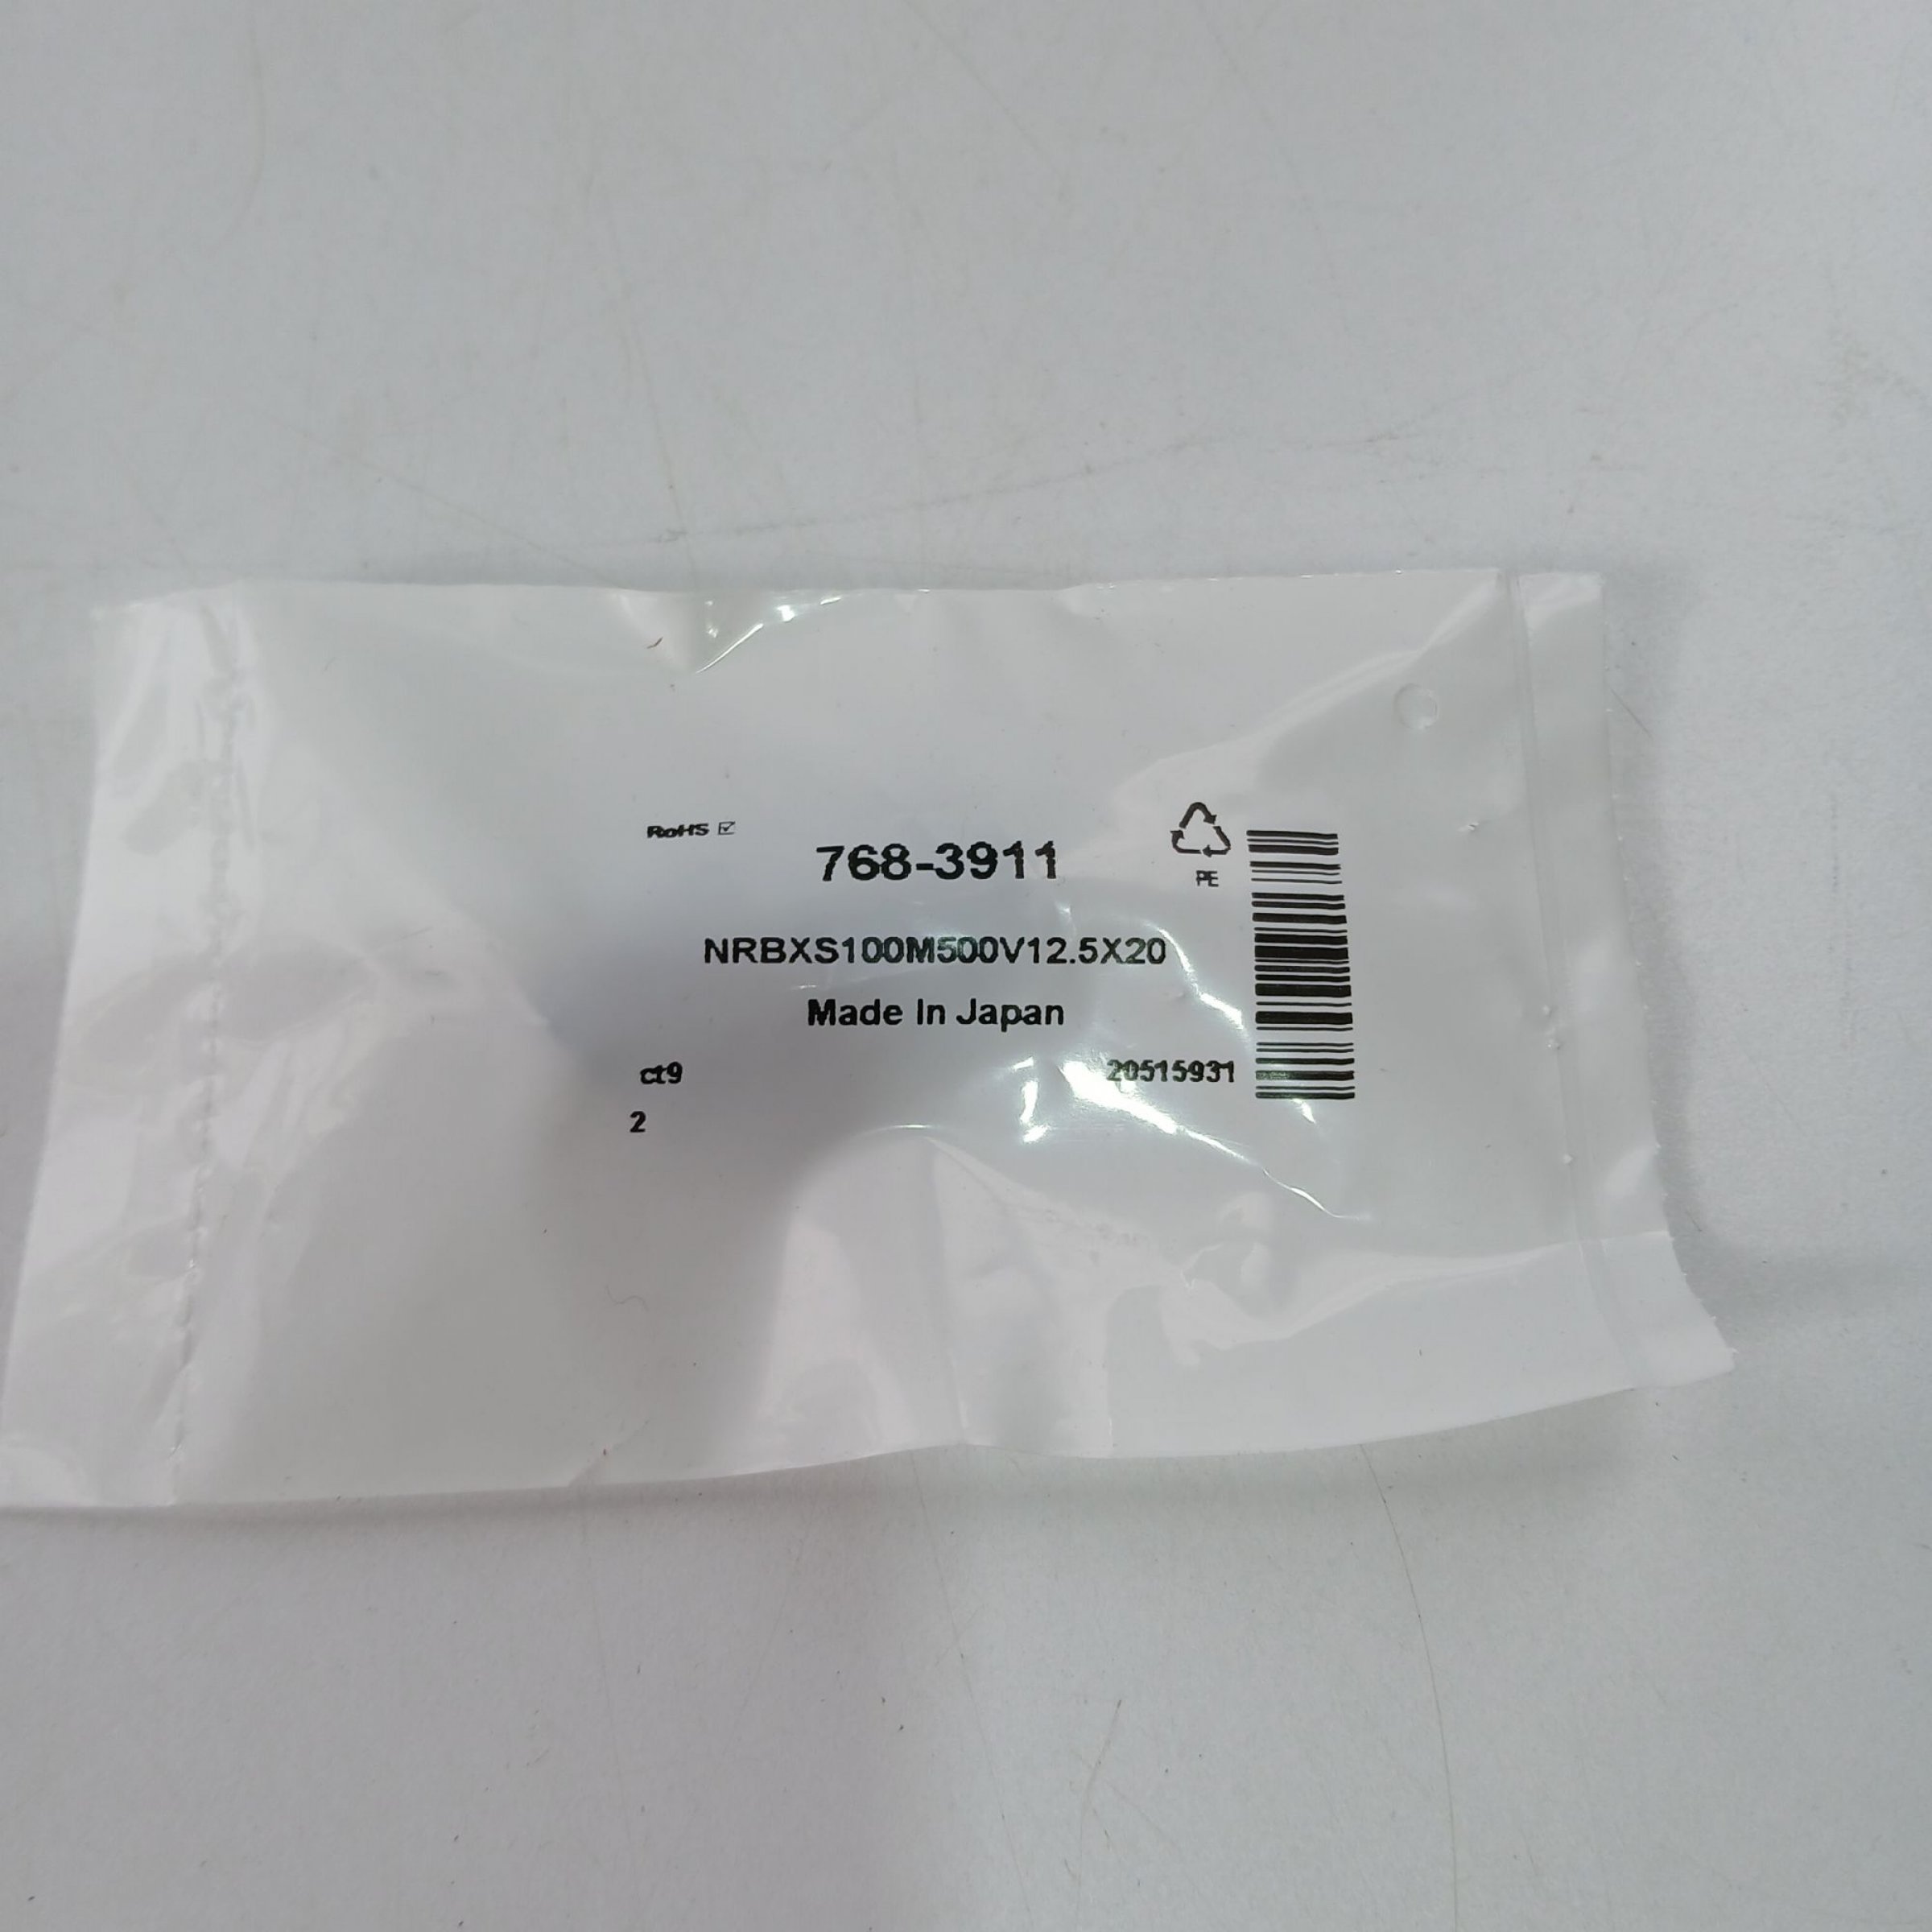 RoHS ☑
768-3911
PE
NRBXS100M500V12.5X20
Made In Japan
ct9
20515931
2